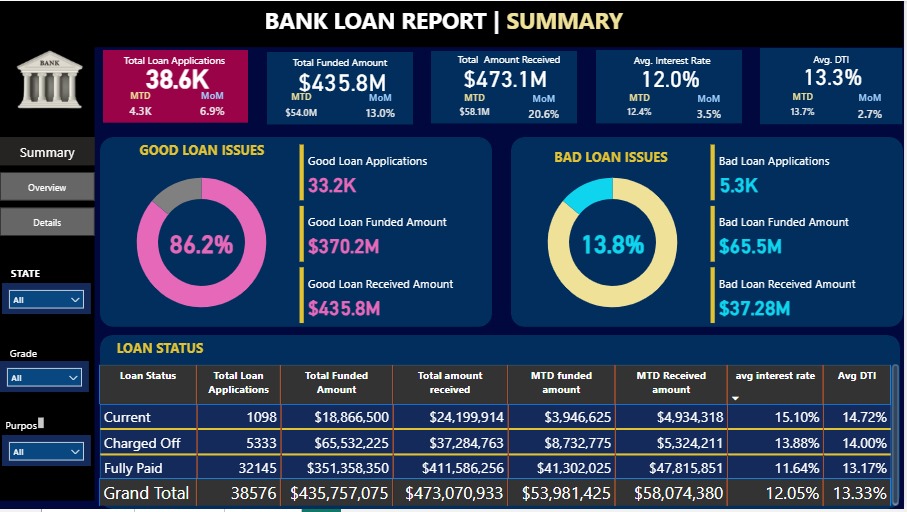 BANK LOAN REPORT | SUMMARY
BANK
Total Loan Applications
38.6K
MTD MoM
4.3K 6.9%
Total Funded Amount
$435.8M
MTD MoM
$54.0M 13.0%
Total Amount Received
$473.1M
MTD MoM
$58.1M 20.6%
Avg. Interest Rate
12.0%
MTD MoM
12.4% 3.5%
Avg. DTI
13.3%
MTD MoM
13.7% 2.7%
Summary
Overview
Details
STATE
All
Grade
All
Purpos
All
GOOD LOAN ISSUES
86.2%
Good Loan Applications
33.2K
Good Loan Funded Amount
$370.2M
Good Loan Received Amount
$435.8M
BAD LOAN ISSUES
13.8%
Bad Loan Applications
5.3K
Bad Loan Funded Amount
$65.5M
Bad Loan Received Amount
$37.28M
LOAN STATUS
Loan Status Total Loan Applications Total Funded Amount Total amount received MTD funded amount MTD Received amount avg interest rate Avg DTI
Current 1098 $18,866,500 $24,199,914 $3,946,625 $4,934,318 15.10% 14.72%
Charged Off 5333 $65,532,225 $37,284,763 $8,732,775 $5,324,211 13.88% 14.00%
Fully Paid 32145 $351,358,350 $411,586,256 $41,302,025 $47,815,851 11.64% 13.17%
Grand Total 38576 $435,757,075 $473,070,933 $53,981,425 $58,074,380 12.05% 13.33%